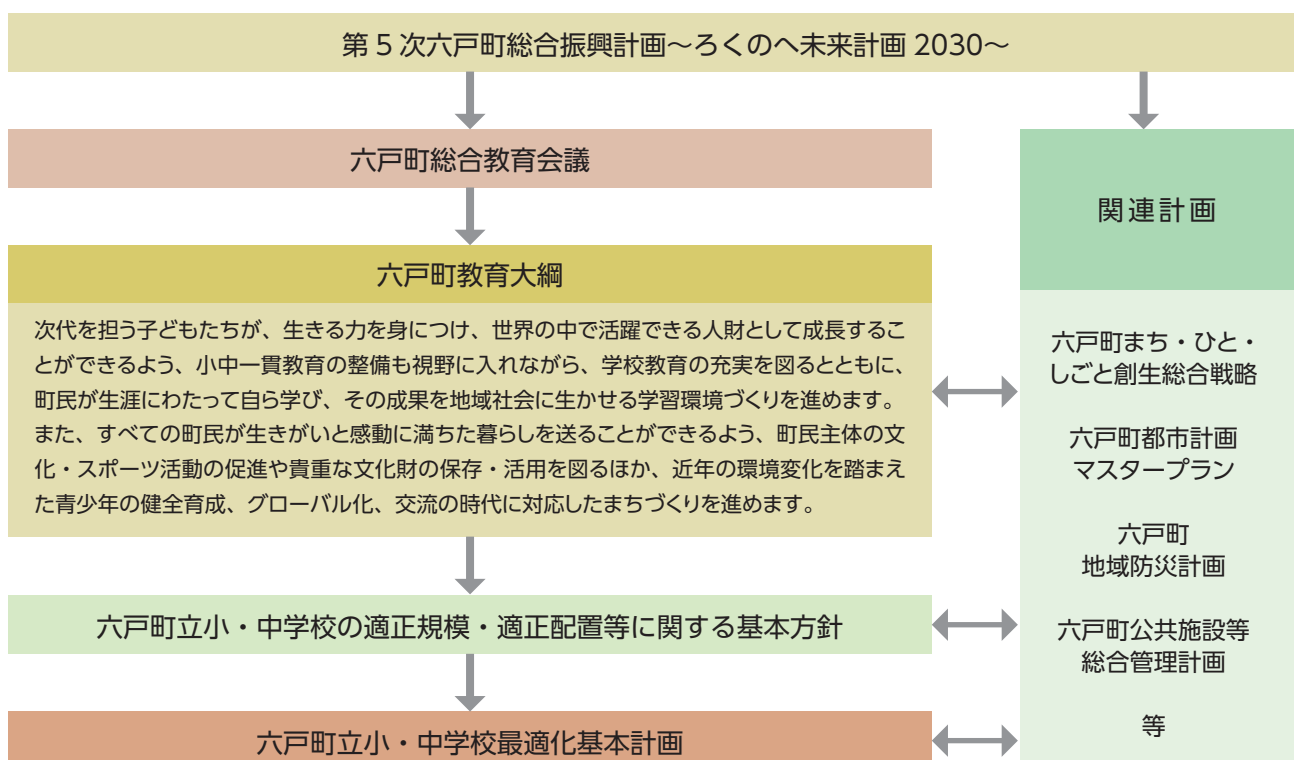 第5次六戸町総合振興計画～ろくのへ未来計画 2030～
六戸町総合教育会議
六戸町教育大綱
次代を担う子どもたちが、生きる力を身につけ、世界の中で活躍できる人財として成長するこ
とができるよう、小中一貫教育の整備も視野に入れながら、学校教育の充実を図るとともに、
町民が生涯にわたって自ら学び、その成果を地域社会に生かせる学習環境づくりを進めます。
また、すべての町民が生きがいと感動に満ちた暮らしを送ることができるよう、町民主体の文
化・スポーツ活動の促進や貴重な文化財の保存・活用を図るほか、近年の環境変化を踏まえ
た青少年の健全育成、グローバル化、交流の時代に対応したまちづくりを進めます。
六戸町立小・中学校の適正規模・適正配置等に関する基本方針
六戸町立小・中学校最適化基本計画
関連計画
六戸町まち・ひと・
しごと創生総合戦略
六戸町都市計画
マスタープラン
六戸町
地域防災計画
六戸町公共施設等
総合管理計画
等